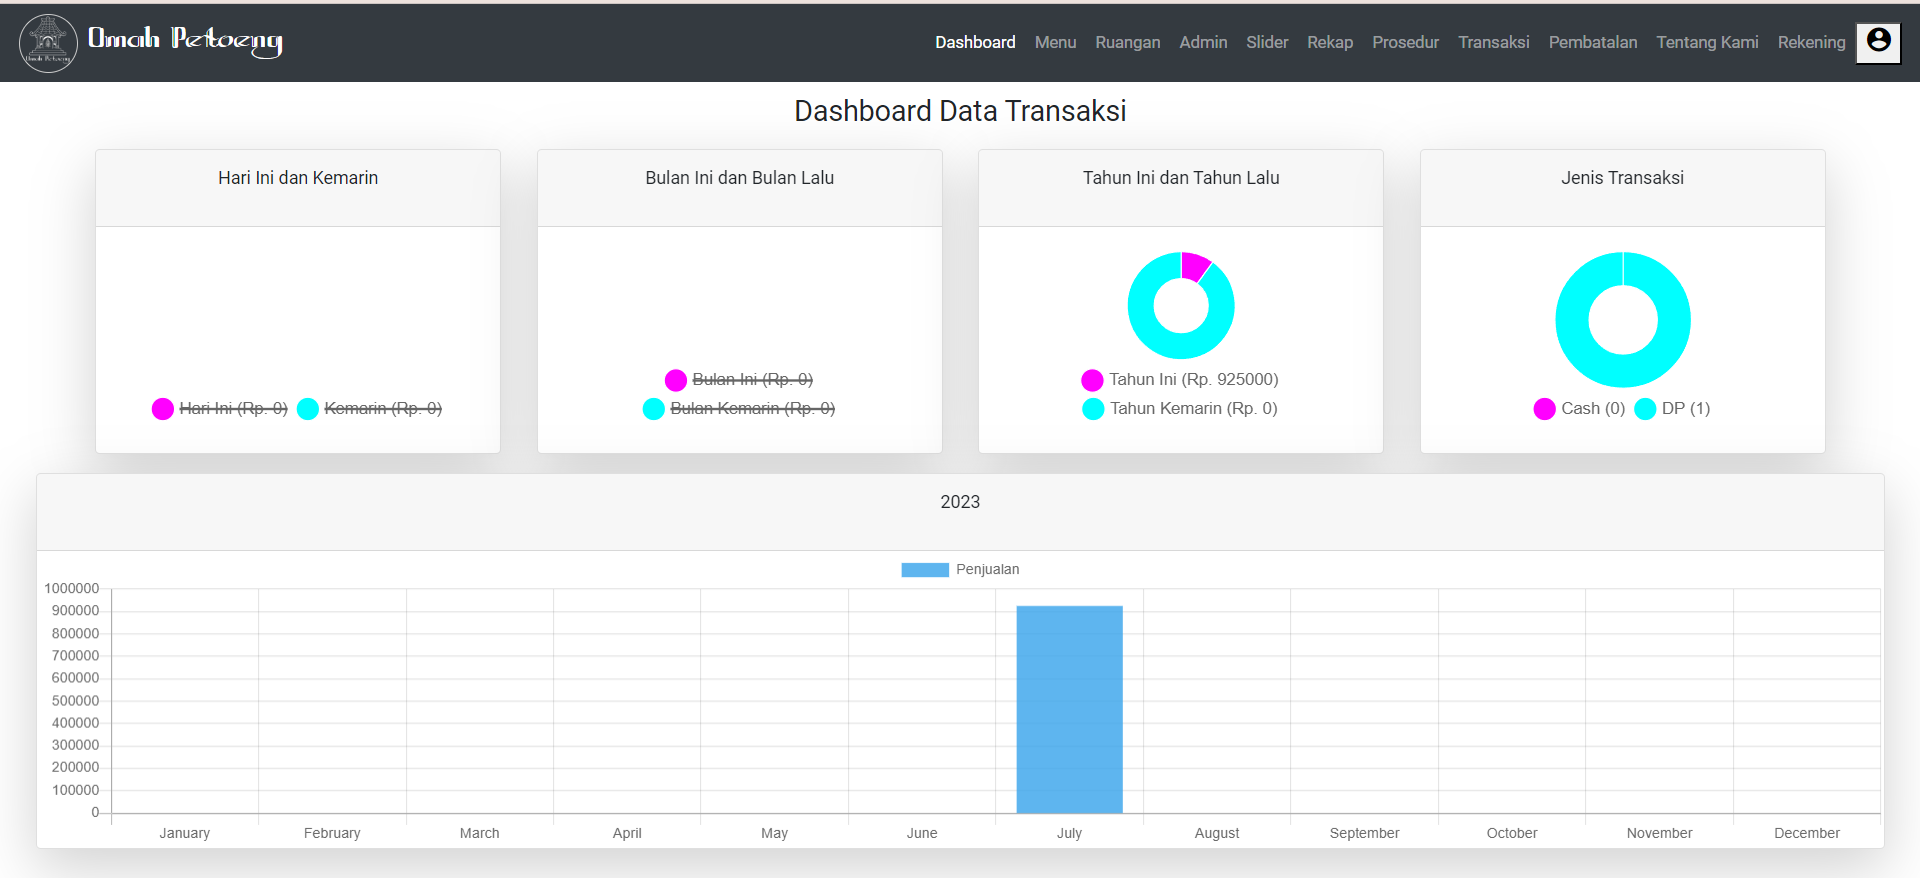 Omah Petoeng
Dashboard Menu Ruangan Admin Slider Rekap Prosedur Transaksi Pembatalan Tentang Kami Rekening
Dashboard Data Transaksi
Hari Ini dan Kemarin
Hari Ini (Rp. 0) Kemarin (Rp. 0)
Bulan Ini dan Bulan Lalu
Bulan Ini (Rp. 0)
Bulan Kemarin (Rp. 0)
Tahun Ini dan Tahun Lalu
Tahun Ini (Rp. 925000)
Tahun Kemarin (Rp. 0)
Jenis Transaksi
Cash (0) DP (1)
2023
Penjualan
1000000
900000
800000
700000
600000
500000
400000
300000
200000
100000
0
January February March April May June July August September October November December